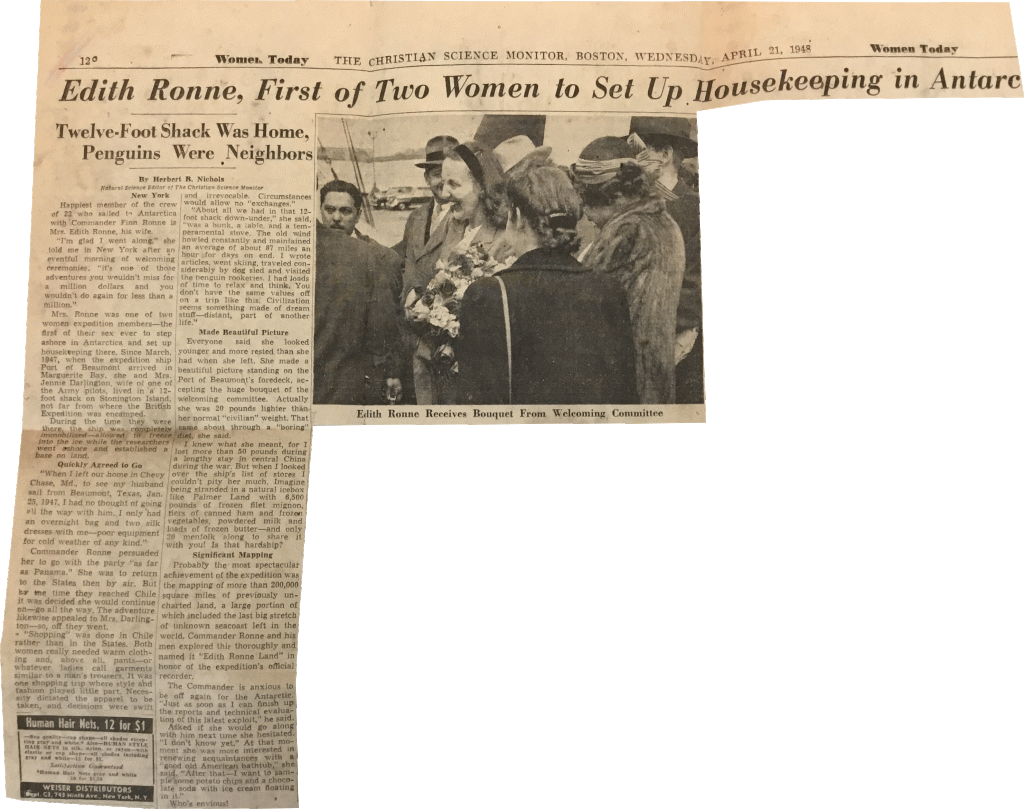 12°
Women Today
THE CHRISTIAN SCIENCE MONITOR, BOSTON, WEDNESDAY, APRIL 21, 1948
Women Today
Edith Ronne, First of Two Women to Set Up Housekeeping in Antarc
Twelve-Foot Shack Was Home,
Penguins Were Neighbors
By Herbert B. Nichols
Natural Science Editor of The Christian Science Monitor
New York
Happiest member of the crew
of 22 who sailed to Antarctica
with Commander Finn Ronne is
Mrs. Edith Ronne, his wife.
"I'm glad I went along," she
told me in New York after an
eventful morning of welcoming
ceremonies. "It's one of those
adventures you wouldn't miss for
a million dollars and you
wouldn't do again for less than a
million."
Mrs. Ronne was one of two
women expedition members—the
first of their sex ever to step
ashore in Antarctica and set up
housekeeping there. Since March,
1947, when the expedition ship
Port of Beaumont arrived in
Marguerite Bay, she and Mrs.
Jennie Darlington, wife of one of
the Army pilots, lived in a 12-
foot shack on Stonington Island,
not far from where the British
Expedition was encamped.
During the time they were
there, the ship was completely
immobilized—allowed to freeze
into the ice while the researchers
went ashore and established a
base on land.
Quickly Agreed to Go
"When I left our home in Chevy
Chase, Md., to see my husband
sail from Beaumont, Texas, Jan.
25, 1947, I had no thought of going
all the way with him. I only had
an overnight bag and two silk
dresses with me—poor equipment
for cold weather of any kind."
Commander Ronne persuaded
her to go with the party "as far
as Panama." She was to return
to the States then by air. But
by the time they reached Chile
it was decided she would continue
on—go all the way. The adventure
likewise appealed to Mrs. Darling-
ton—so, off they went.
"Shopping" was done in Chile
rather than in the States. Both
women really needed warm cloth-
ing and, above all, pants—or
whatever ladies call garments
similar to a man's trousers. It was
one shopping trip where style and
fashion played little part. Neces-
sity dictated the apparel to be
taken, and decisions were swift
and irrevocable. Circumstances
would allow no "exchanges."
"About all we had in that 12-
foot shack down-under," she said,
"was a bunk, a table, and a tem-
peramental stove. The old wind
howled constantly and maintained
an average of about 87 miles an
hour for days on end. I wrote
articles, went skiing, traveled con-
siderably by dog sled and visited
the penguin rookeries. I had loads
of time to relax and think. You
don't have the same values off
on a trip like this. Civilization
seems something made of dream
stuff—distant, part of another
life."
Made Beautiful Picture
Everyone said she looked
younger and more rested than she
had when she left. She made a
beautiful picture standing on the
Port of Beaumont's foredeck, ac-
cepting the huge bouquet of the
welcoming committee. Actually
she was 20 pounds lighter than
her normal "civilian" weight. That
came about through a "boring"
diet, she said.
I knew what she meant, for I
lost more than 50 pounds during
a lengthy stay in central China
during the war. But when I looked
over the ship's list of stores I
couldn't pity her much. Imagine
being stranded in a natural icebox
like Palmer Land with 6,500
pounds of frozen filet mignon,
tiers of canned ham and frozen
vegetables, powdered milk and
loads of frozen butter—and only
20 menfolk along to share it
with you! Is that hardship?
Significant Mapping
Probably the most spectacular
achievement of the expedition was
the mapping of more than 200,000
square miles of previously un-
charted land, a large portion of
which included the last big stretch
of unknown seacoast left in the
world. Commander Ronne and his
men explored this thoroughly and
named it "Edith Ronne Land" in
honor of the expedition's official
recorder.
The Commander is anxious to
be off again for the Antarctic.
"Just as soon as I can finish up
the reports and technical evalua-
tion of this latest exploit," he said.
Asked if she would go along
with him next time she hesitated.
"I don't know yet." At that mo-
ment she was more interested in
renewing acquaintances with a
"good old American bathtub," she
said. "After that—I want to sam-
ple some potato chips and a choco-
late soda with ice cream floating
in it."
Who's envious!
Edith Ronne Receives Bouquet From Welcoming Committee
Human Hair Nets, 12 for $1
Satisfaction Guaranteed
WEISER DISTRIBUTORS
Dept. C3, 743 Ninth Ave., New York, N. Y.